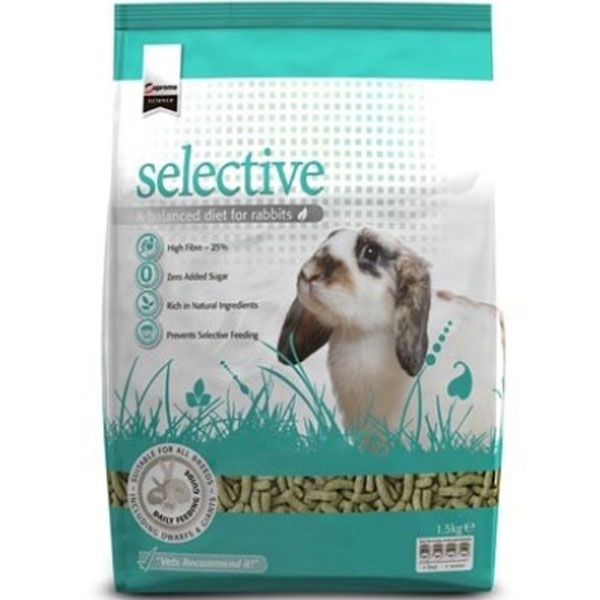 Supreme
SCIENCE
selective
A balanced diet for rabbits
High Fibre - 25%
Zero Added Sugar
Rich in Natural Ingredients
Prevents Selective Feeding
SUITABLE FOR ALL BREEDS
DAILY FEEDING GUIDE
INCLUDING DWARFS & GIANTS
1.5kg e
"Vets Recommend it!"